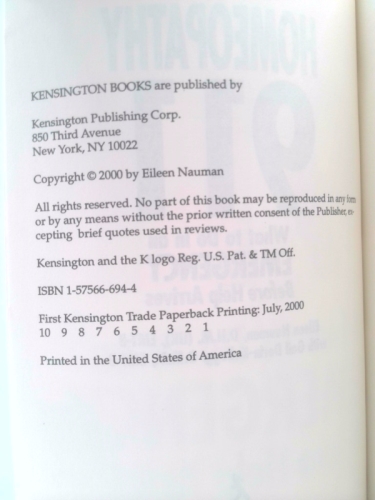 KENSINGTON BOOKS are published by
Kensington Publishing Corp.
850 Third Avenue
New York, NY 10022
Copyright © 2000 by Eileen Nauman
All rights reserved. No part of this book may be reproduced in any form
or by any means without the prior written consent of the Publisher, ex-
cepting brief quotes used in reviews.
Kensington and the K logo Reg. U.S. Pat. & TM Off.
ISBN 1-57566-694-4
First Kensington Trade Paperback Printing: July, 2000
10 9 8 7 6 5 4 3 2 1
Printed in the United States of America